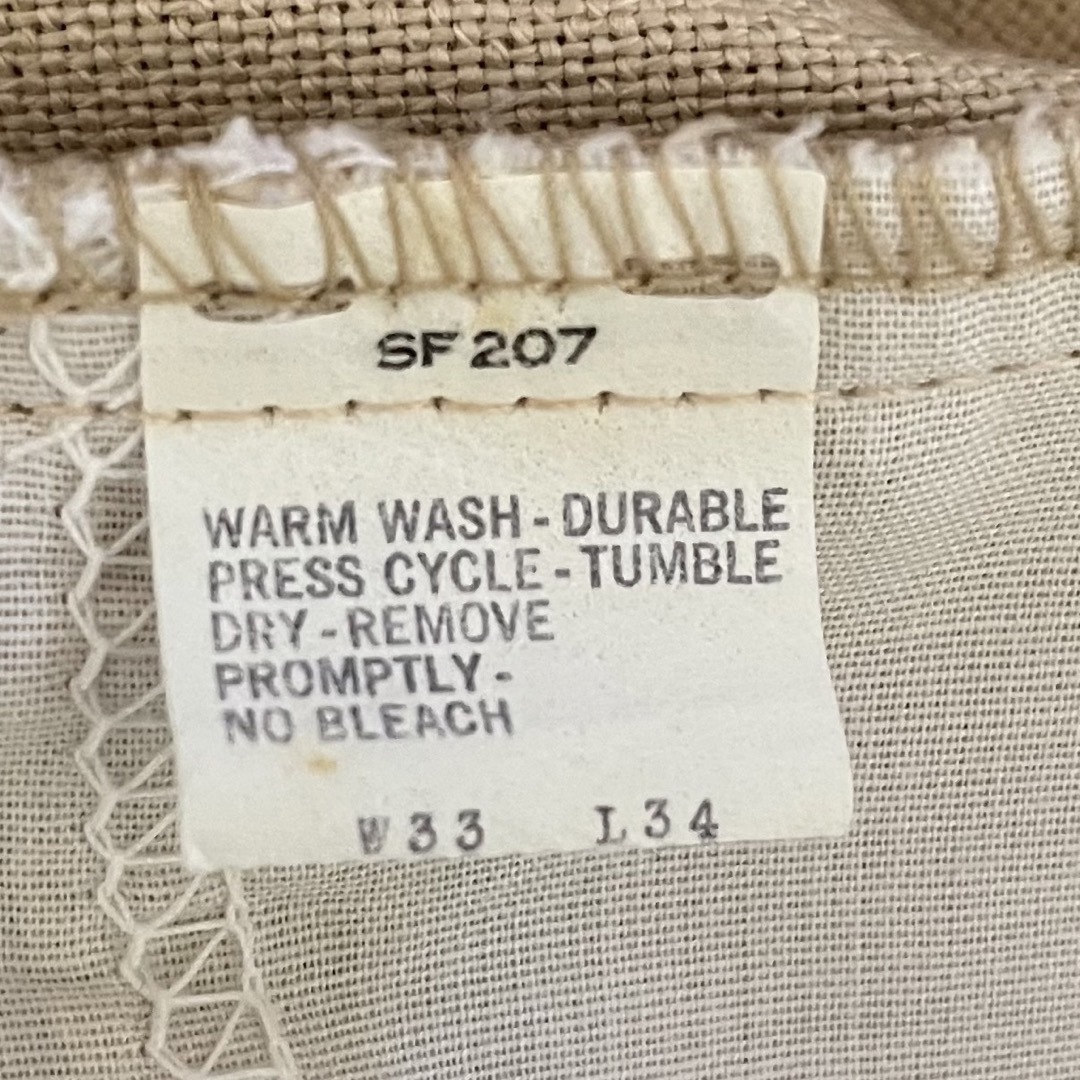 SF 207
WARM WASH - DURABLE
PRESS CYCLE - TUMBLE
DRY - REMOVE
PROMPTLY -
NO BLEACH
W33 L34